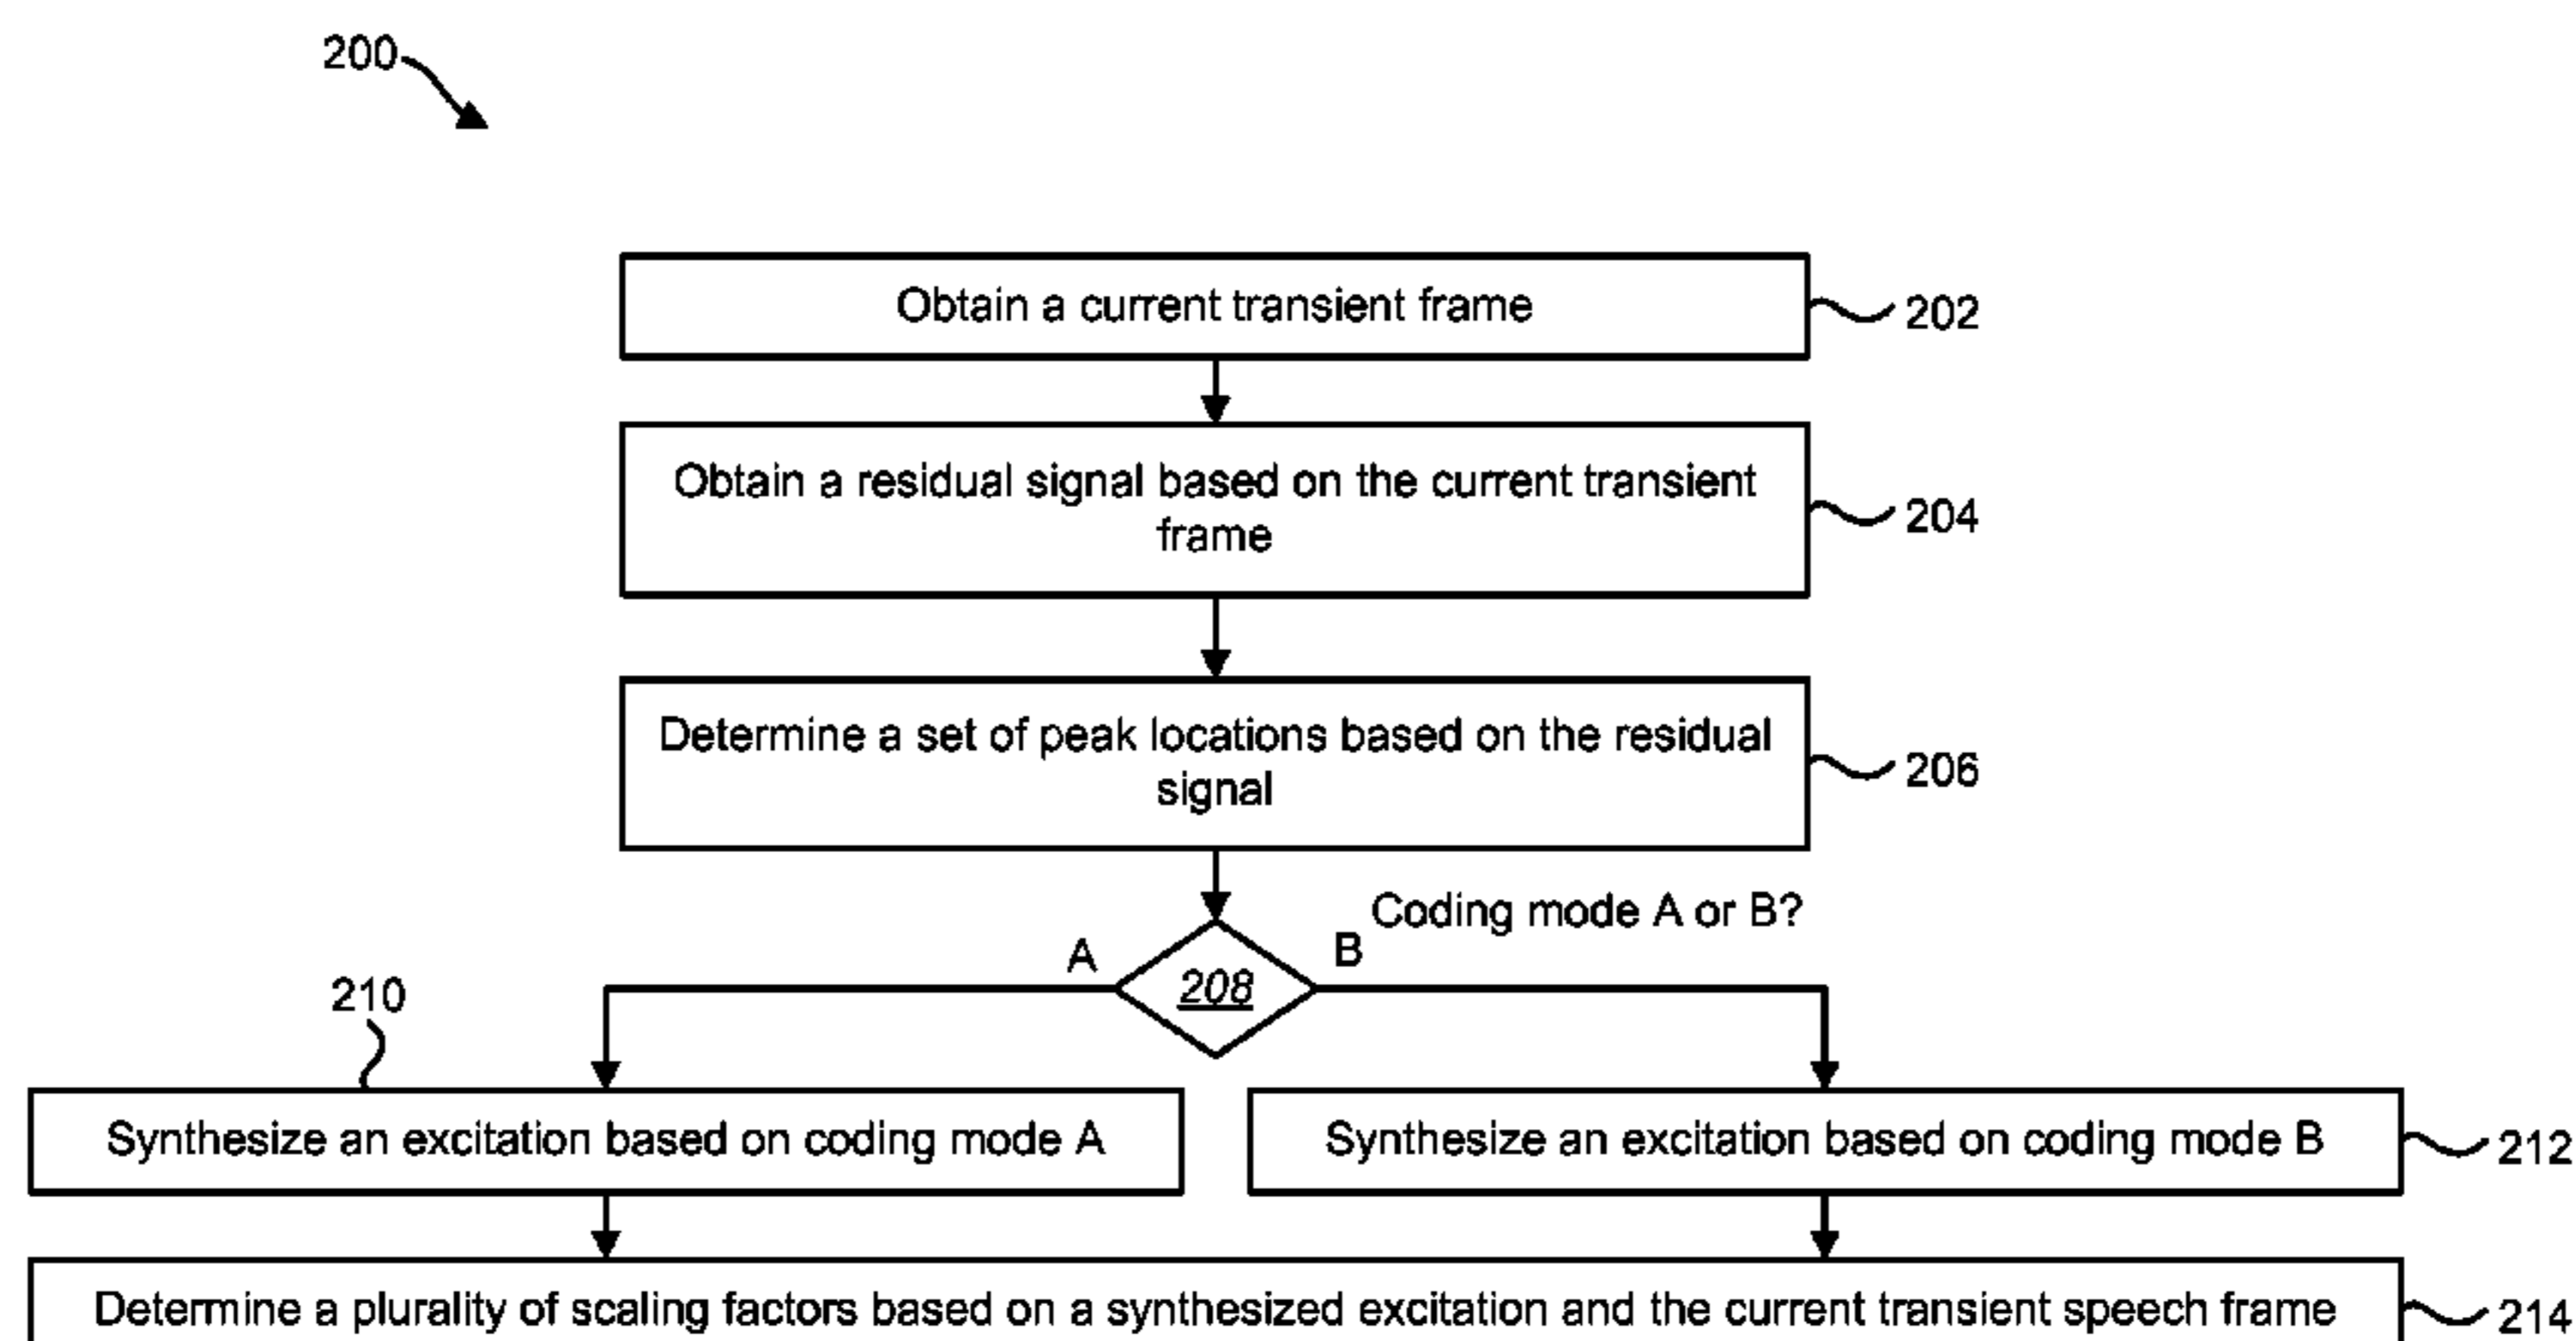 200
Obtain a current transient frame
202
Obtain a residual signal based on the current transient
frame
204
Determine a set of peak locations based on the residual
signal
206
Coding mode A or B?
A
B
208
210
Synthesize an excitation based on coding mode A
Synthesize an excitation based on coding mode B
212
Determine a plurality of scaling factors based on a synthesized excitation and the current transient speech frame
214